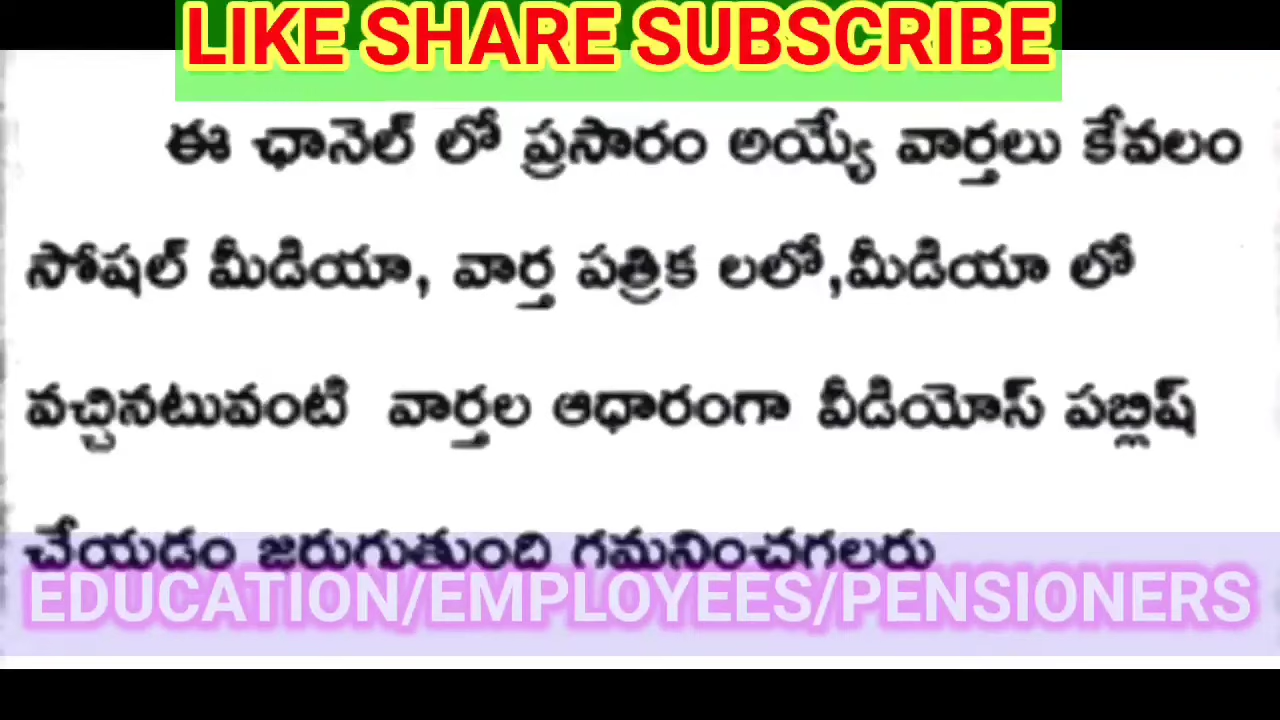 LIKE SHARE SUBSCRIBE
ఈ ఛానెల్ లో ప్రసారం అయ్యే వార్తలు కేవలం
సోషల్ మీడియా, వార్త పత్రిక లలో,మీడియా లో
వచ్చినటువంటి వార్తల ఆధారంగా వీడియోస్ పబ్లిష్
చేయడం జరుగుతుంది గమనించగలరు
EDUCATION/EMPLOYEES/PENSIONERS